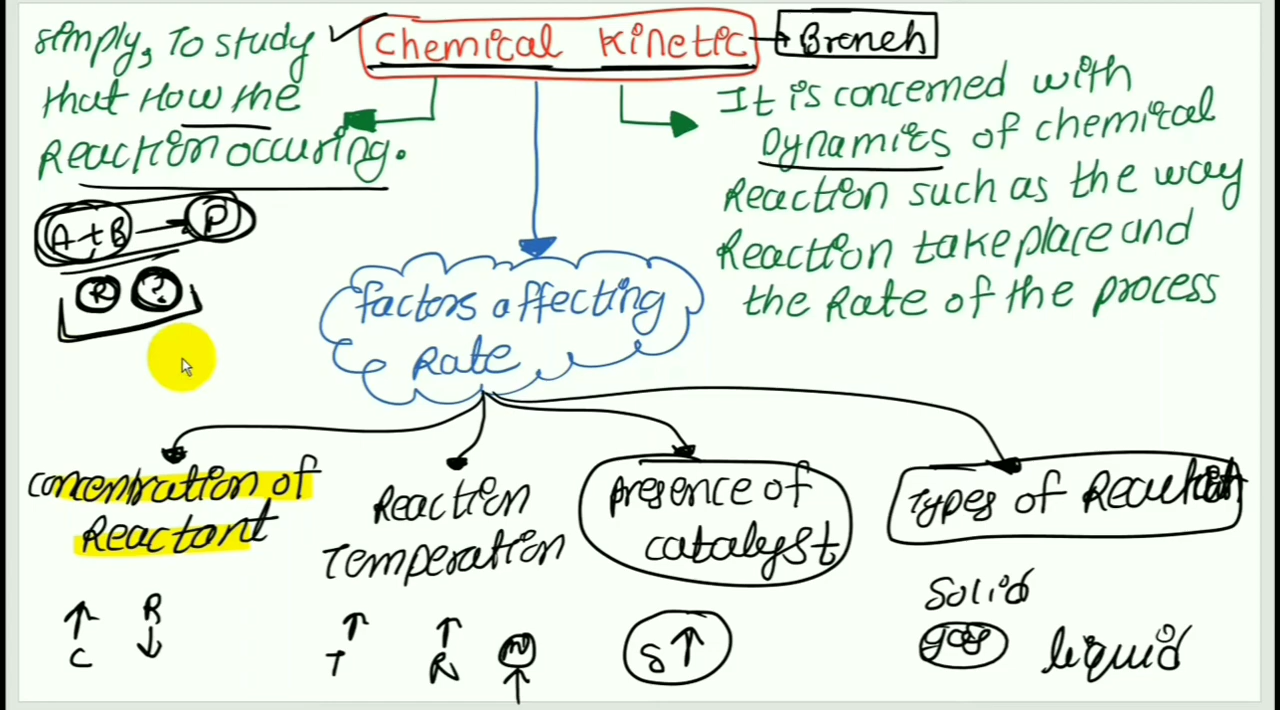 Chemical Kinetic
Branch
Simply, To study
that How the
Reaction occuring.
A + B → P
R ?
It is concerned with
Dynamics of chemical
Reaction such as the way
Reaction take place and
the Rate of the process
Factors affecting
Rate
Concentration of
Reactant
↑ R
C ↓
Reaction
Temperation
↑ ↑
T R
↑
Presence of
catalyst
S ↑
Types of
Solid
gas liquid